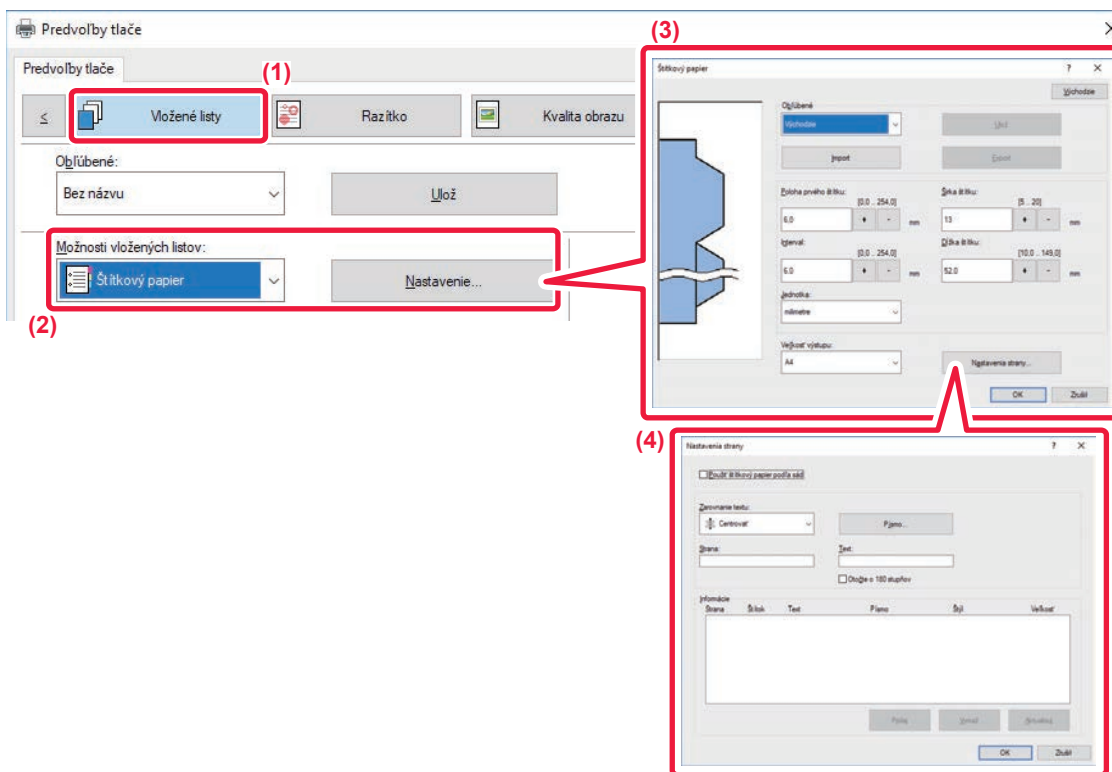 Predvoľby tlače
Predvoľby tlače
(1)
≤ Vložené listy Razítko Kvalita obrazu
Obľúbené:
Bez názvu Ulož
Možnosti vložených listov:
Štítkový papier Nastavenie...
(2)
(3)
Štítkový papier ? X
Východzie
Obľúbené
Východzie Ulož
Import Export
Poloha prvého štítku: Šírka štítku:
[0,0 .. 254,0] [5 .. 20]
6.0 + - mm 13 + - mm
Interval: Dĺžka štítku:
[0,0 .. 254,0] [10,0 .. 149,0]
6.0 + - mm 52.0 + - mm
Jednotka:
milimetre
Veľkosť výstupu:
A4 Nastavenia strany...
OK Zrušiť
(4)
Nastavenia strany ? X
Použiť štítkový papier podľa sád
Zarovnanie textu:
Centrovať Písmo...
Strana: Text:
Otočte o 180 stupňov
Informácie
Strana Štítok Text Písmo Štýl Veľkosť
Pridaj Vymaž Aktualizuj
OK Zrušiť